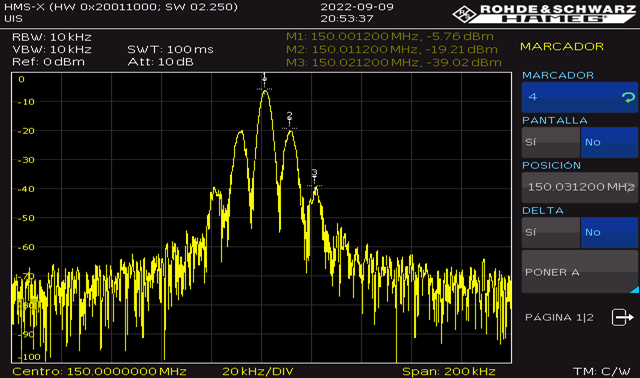 HMS-X (HW 0x20011000; SW 02.250)
UIS
2022-09-09
20:53:37
ROHDE & SCHWARZ
HAMEG
RBW: 10 kHz
VBW: 10 kHz
Ref: 0 dBm
SWT: 100 ms
Att: 10 dB
M1: 150.001200 MHz, -5.76 dBm
M2: 150.011200 MHz, -19.21 dBm
M3: 150.021200 MHz, -39.02 dBm
0
-10
-20
-30
-40
-50
-60
-70
-80
-90
-100
1
2
3
Centro: 150.0000000 MHz
20 kHz/DIV
Span: 200 kHz
MARCADOR
MARCADOR
4
PANTALLA
Sí
No
POSICIÓN
150.031200 MHz
DELTA
Sí
No
PONER A
PÁGINA 1|2
TM: C/W